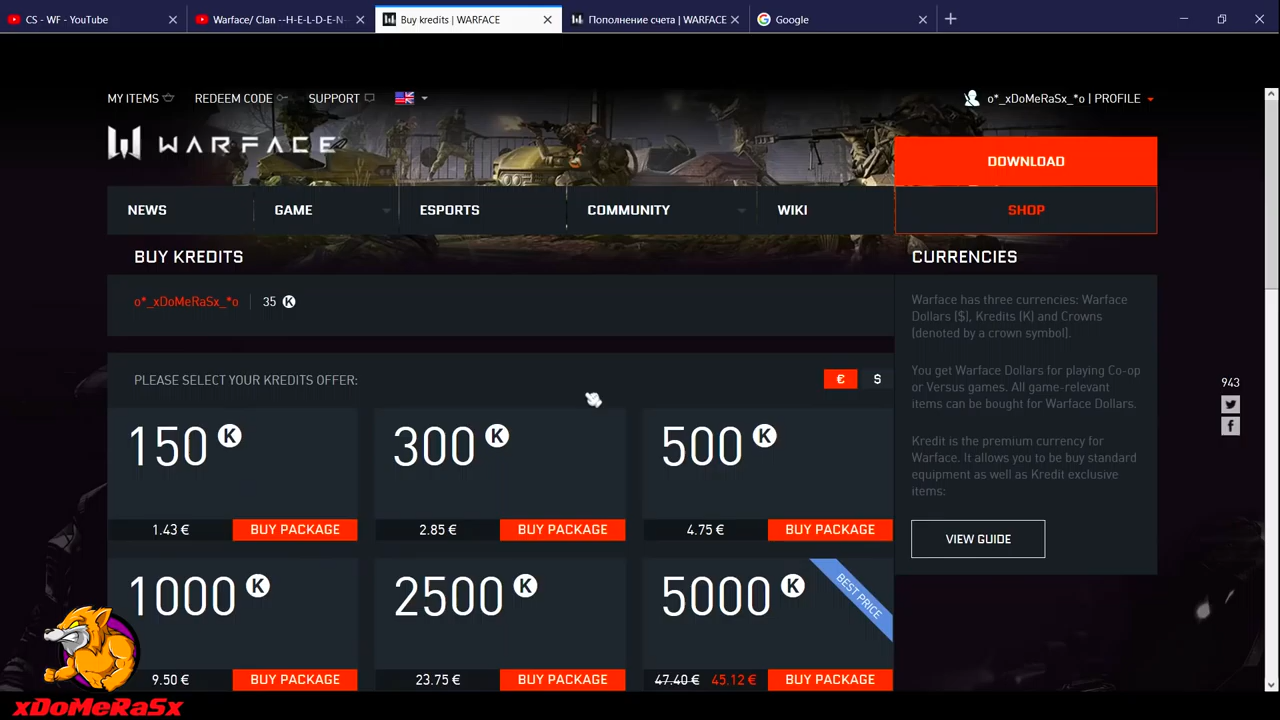 CS - WF - YouTube
Warface/ Clan --H-E-L-D-E-N-
Buy kredits | WARFACE
Пополнение счета | WARFACE
Google
MY ITEMS
REDEEM CODE
SUPPORT
o*_xDoMeRaSx_*o | PROFILE
WARFACE
DOWNLOAD
NEWS
GAME
ESPORTS
COMMUNITY
WIKI
SHOP
BUY KREDITS
CURRENCIES
o*_xDoMeRaSx_*o
35 K
Warface has three currencies: Warface
Dollars ($), Kredits (K) and Crowns
(denoted by a crown symbol).
PLEASE SELECT YOUR KREDITS OFFER:
€
$
You get Warface Dollars for playing Co-op
or Versus games. All game-relevant
items can be bought for Warface Dollars.
943
150 K
300 K
500 K
Kredit is the premium currency for
Warface. It allows you to be buy standard
equipment as well as Kredit exclusive
items:
1.43 €
BUY PACKAGE
2.85 €
BUY PACKAGE
4.75 €
BUY PACKAGE
VIEW GUIDE
1000 K
2500 K
5000 K
BEST PRICE
9.50 €
BUY PACKAGE
23.75 €
BUY PACKAGE
47.40 € 45.12 €
BUY PACKAGE
xDoMeRaSx